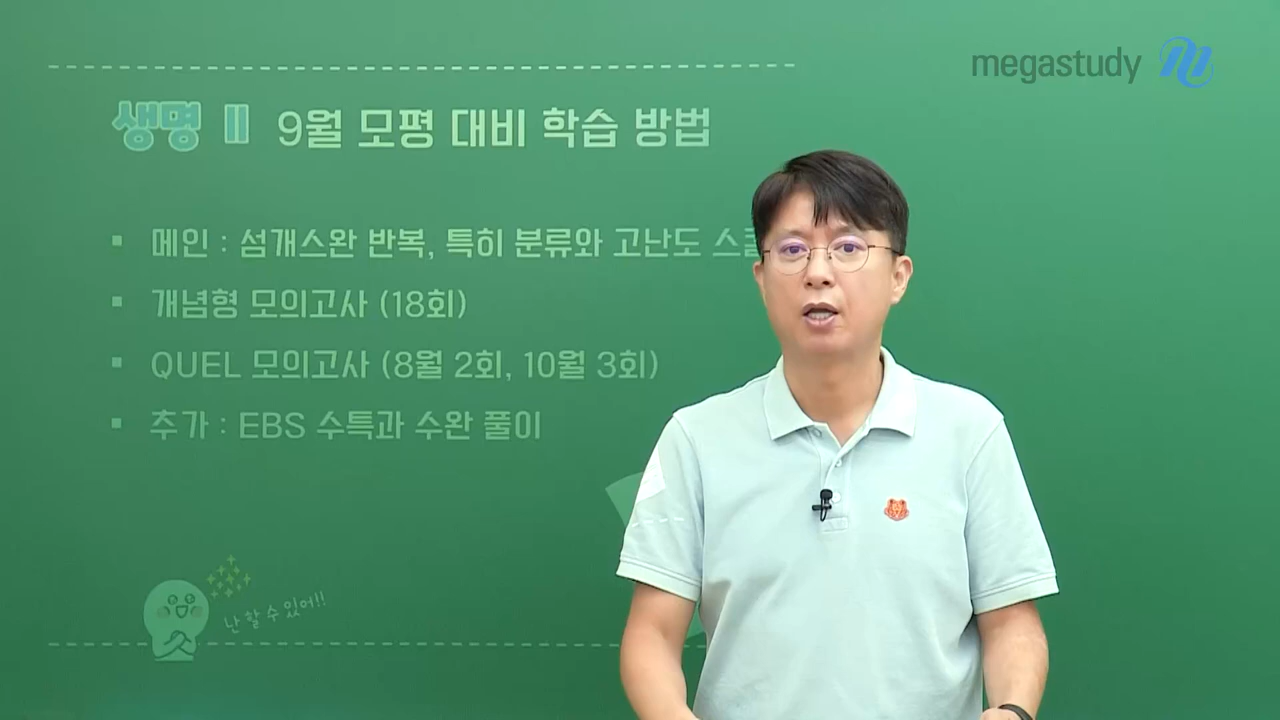 megastudy
생명 II 9월 모평 대비 학습 방법
▪ 메인 : 섬개스완 반복, 특히 분류와 고난도
▪ 개념형 모의고사 (18회)
▪ QUEL 모의고사 (8월 2회, 10월 3회)
▪ 추가 : EBS 수특과 수완 풀이
난 할 수 있어!!